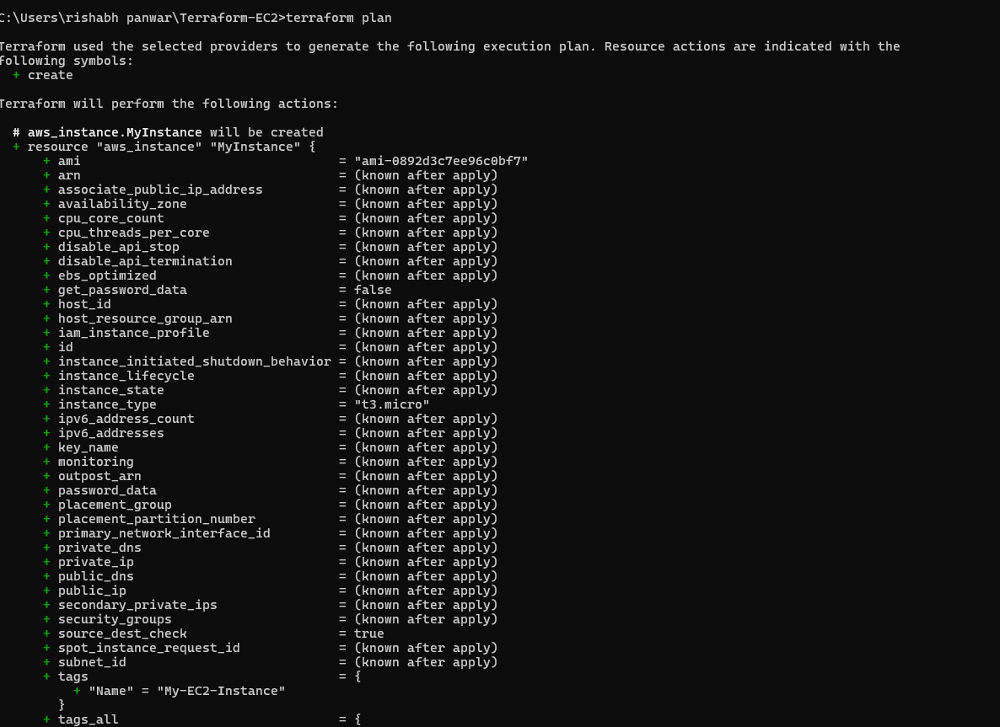 C:\Users\rishabh panwar\Terraform-EC2>terraform plan
Terraform used the selected providers to generate the following execution plan. Resource actions are indicated with the
following symbols:
  + create
Terraform will perform the following actions:
  # aws_instance.MyInstance will be created
  + resource "aws_instance" "MyInstance" {
      + ami                                  = "ami-0892d3c7ee96c0bf7"
      + arn                                  = (known after apply)
      + associate_public_ip_address          = (known after apply)
      + availability_zone                    = (known after apply)
      + cpu_core_count                       = (known after apply)
      + cpu_threads_per_core                 = (known after apply)
      + disable_api_stop                     = (known after apply)
      + disable_api_termination              = (known after apply)
      + ebs_optimized                        = (known after apply)
      + get_password_data                    = false
      + host_id                              = (known after apply)
      + host_resource_group_arn              = (known after apply)
      + iam_instance_profile                 = (known after apply)
      + id                                   = (known after apply)
      + instance_initiated_shutdown_behavior = (known after apply)
      + instance_lifecycle                   = (known after apply)
      + instance_state                       = (known after apply)
      + instance_type                        = "t3.micro"
      + ipv6_address_count                   = (known after apply)
      + ipv6_addresses                       = (known after apply)
      + key_name                             = (known after apply)
      + monitoring                           = (known after apply)
      + outpost_arn                          = (known after apply)
      + password_data                        = (known after apply)
      + placement_group                      = (known after apply)
      + placement_partition_number           = (known after apply)
      + primary_network_interface_id         = (known after apply)
      + private_dns                          = (known after apply)
      + private_ip                           = (known after apply)
      + public_dns                           = (known after apply)
      + public_ip                            = (known after apply)
      + secondary_private_ips                = (known after apply)
      + security_groups                      = (known after apply)
      + source_dest_check                    = true
      + spot_instance_request_id             = (known after apply)
      + subnet_id                            = (known after apply)
      + tags                                 = {
          + "Name" = "My-EC2-Instance"
        }
      + tags_all                             = {